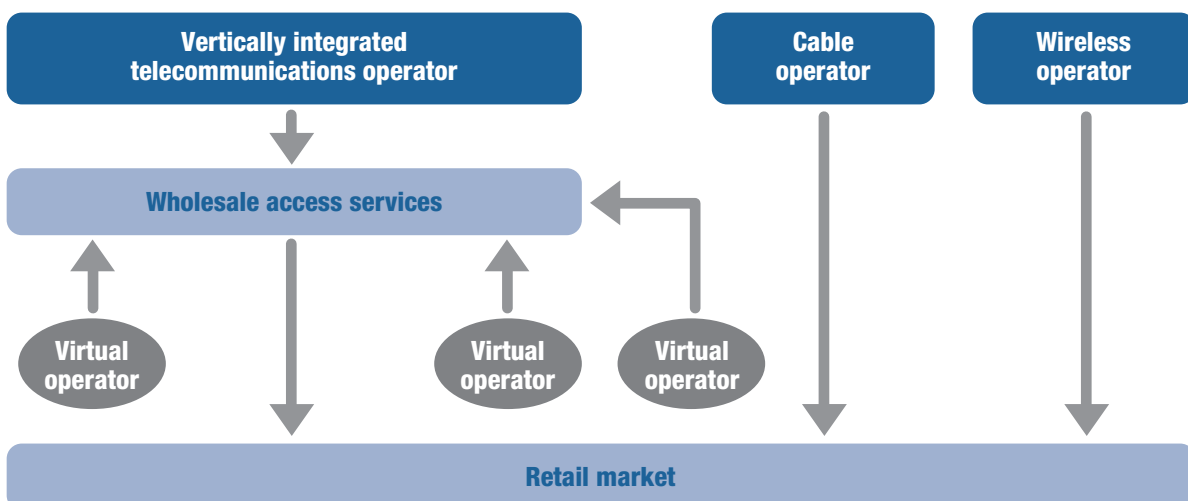 Vertically integrated
telecommunications operator
Cable
operator
Wireless
operator
Wholesale access services
Virtual
operator
Virtual
operator
Virtual
operator
Retail market